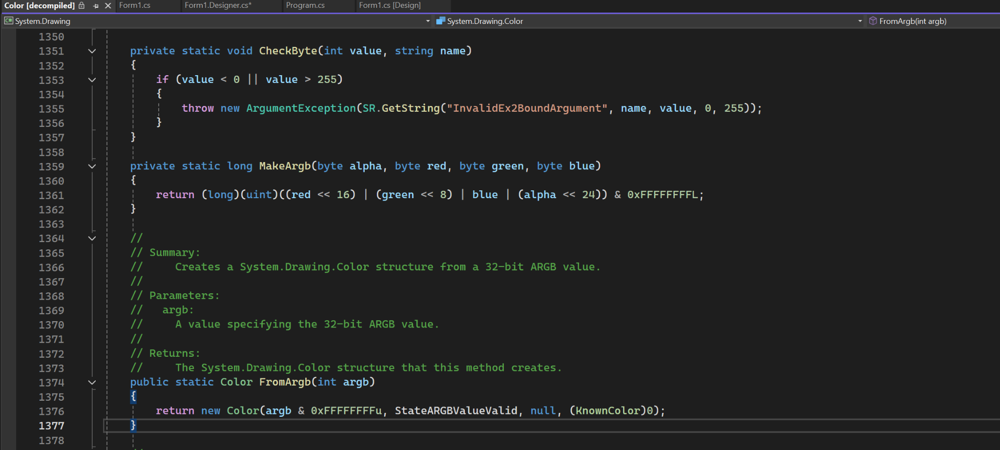 Color [decompiled] Form1.cs Form1.Designer.cs* Program.cs Form1.cs [Design]
C# System.Drawing System.Drawing.Color FromArgb(int argb)
1350
1351 private static void CheckByte(int value, string name)
1352 {
1353 if (value < 0 || value > 255)
1354 {
1355 throw new ArgumentException(SR.GetString("InvalidEx2BoundArgument", name, value, 0, 255));
1356 }
1357 }
1358
1359 private static long MakeArgb(byte alpha, byte red, byte green, byte blue)
1360 {
1361 return (long)(uint)((red << 16) | (green << 8) | blue | (alpha << 24)) & 0xFFFFFFFFL;
1362 }
1363
1364 //
1365 // Summary:
1366 // Creates a System.Drawing.Color structure from a 32-bit ARGB value.
1367 //
1368 // Parameters:
1369 // argb:
1370 // A value specifying the 32-bit ARGB value.
1371 //
1372 // Returns:
1373 // The System.Drawing.Color structure that this method creates.
1374 public static Color FromArgb(int argb)
1375 {
1376 return new Color(argb & 0xFFFFFFFFu, StateARGBValueValid, null, (KnownColor)0);
1377 }
1378